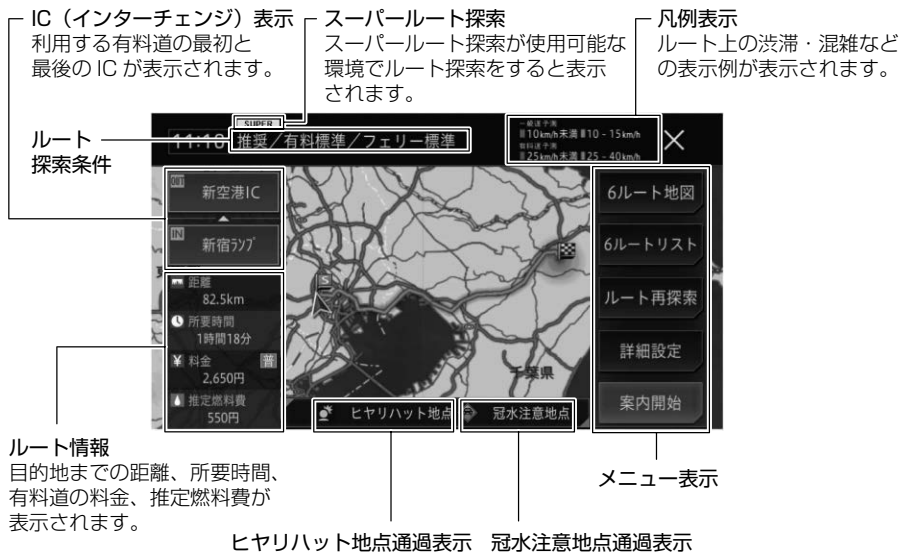 IC（インターチェンジ）表示
利用する有料道の最初と
最後の IC が表示されます。
スーパールート探索
スーパールート探索が使用可能な
環境でルート探索をすると表示
されます。
凡例表示
ルート上の渋滞・混雑など
の表示例が表示されます。
ルート
探索条件
SUPER
11:10
推奨／有料標準／フェリー標準
一般道予測
10km/h未満 10 - 15km/h
有料道予測
25km/h未満 25 - 40km/h
OUT
新空港IC
IN
新宿ランプ
距離
82.5km
所要時間
1時間18分
¥ 料金 普
2,650円
推定燃料費
550円
S
千葉県
ヒヤリハット地点
冠水注意地点
6ルート地図
6ルートリスト
ルート再探索
詳細設定
案内開始
ルート情報
目的地までの距離、所要時間、
有料道の料金、推定燃料費が
表示されます。
メニュー表示
ヒヤリハット地点通過表示
冠水注意地点通過表示